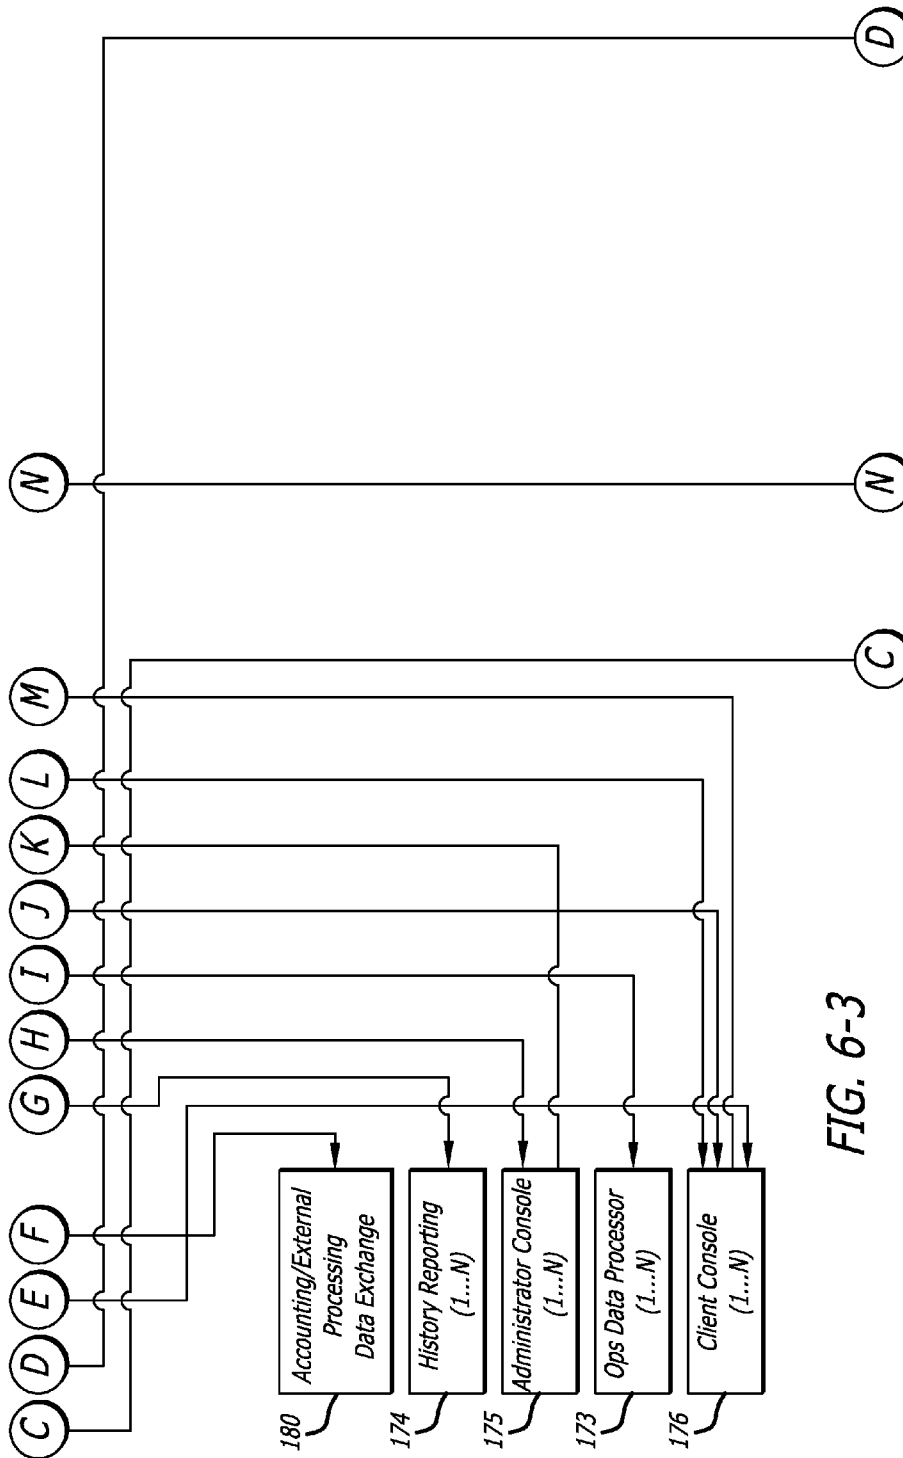 C
D
E
F
G
H
I
J
K
L
M
N
Accounting/External
Processing
Data Exchange
180
History Reporting
(1...N)
174
Administrator Console
(1...N)
175
Ops Data Processor
(1...N)
173
Client Console
(1...N)
176
C
N
D
FIG. 6-3